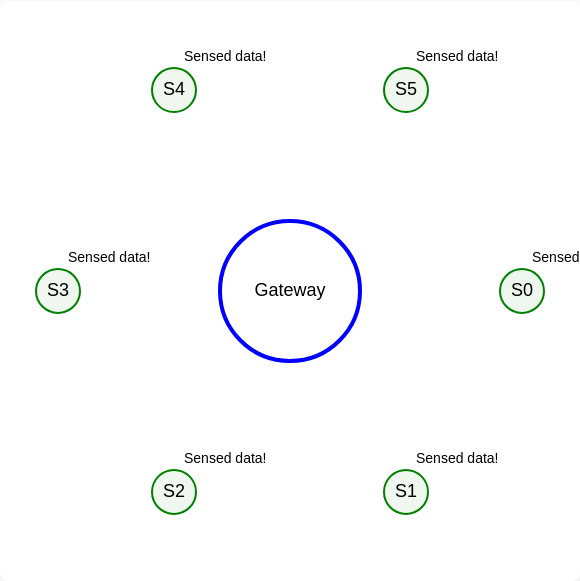 Sensed data!
Sensed data!
S4
S5
Sensed data!
Sensed
S3
Gateway
S0
Sensed data!
Sensed data!
S2
S1